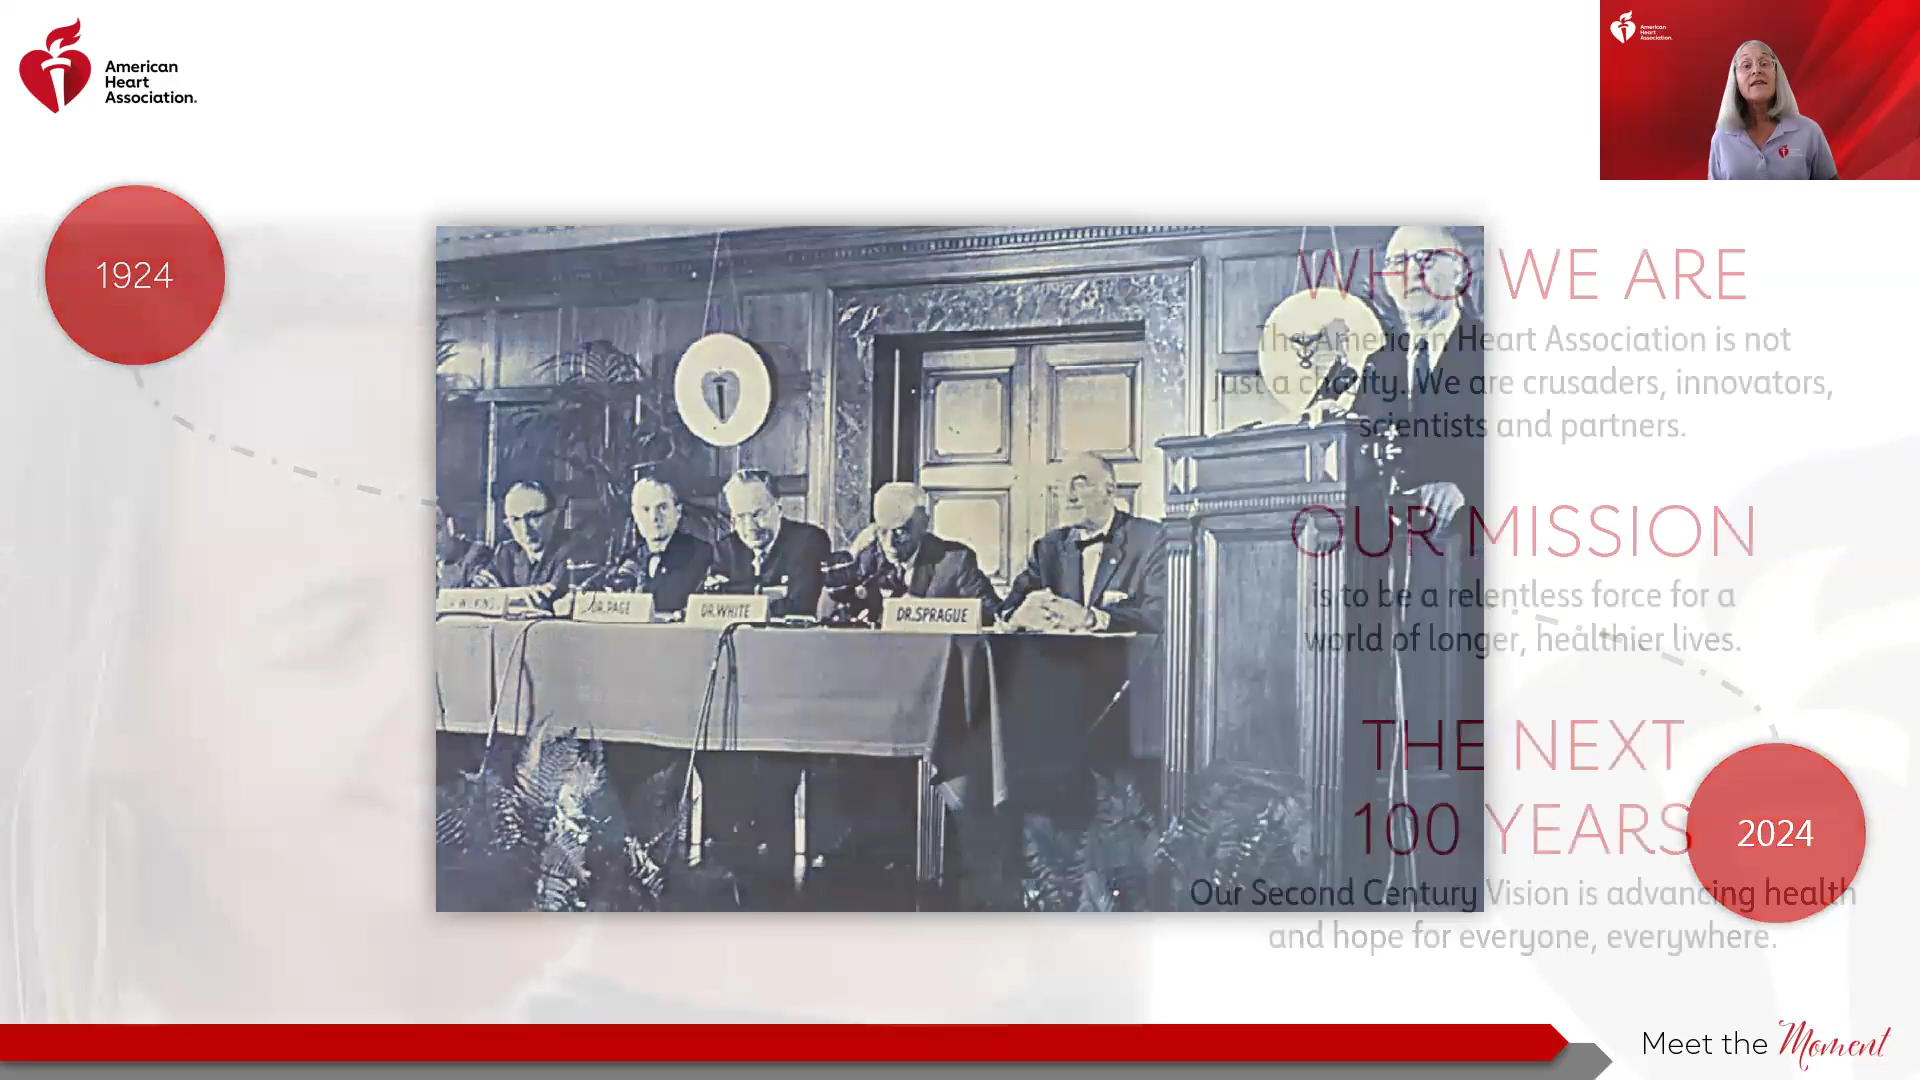 American
Heart
Association.
American
Heart
Association.
1924
WHO WE ARE
The American Heart Association is not
just a charity. We are crusaders, innovators,
scientists and partners.
DR. PAGE
DR. WHITE
DR. SPRAGUE
OUR MISSION
is to be a relentless force for a
world of longer, healthier lives.
THE NEXT
100 YEARS
2024
Our Second Century Vision is advancing health
and hope for everyone, everywhere.
Meet the Moment